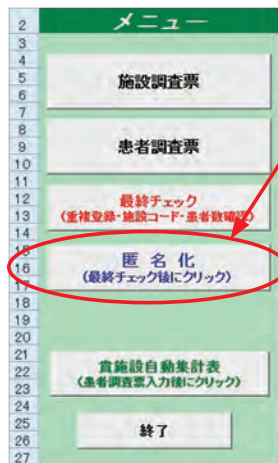 2
メニュー
3
4
5
6
施設調査票
7
8
9
10
患者調査票
11
12
13
最終チェック
(重複登録・施設コード・患者数確認)
14
15
16
17
匿名化
(最終チェック後にクリック)
18
19
20
21
22
23
貴施設自動集計表
(患者調査票入力後にクリック)
24
25
26
終了
27